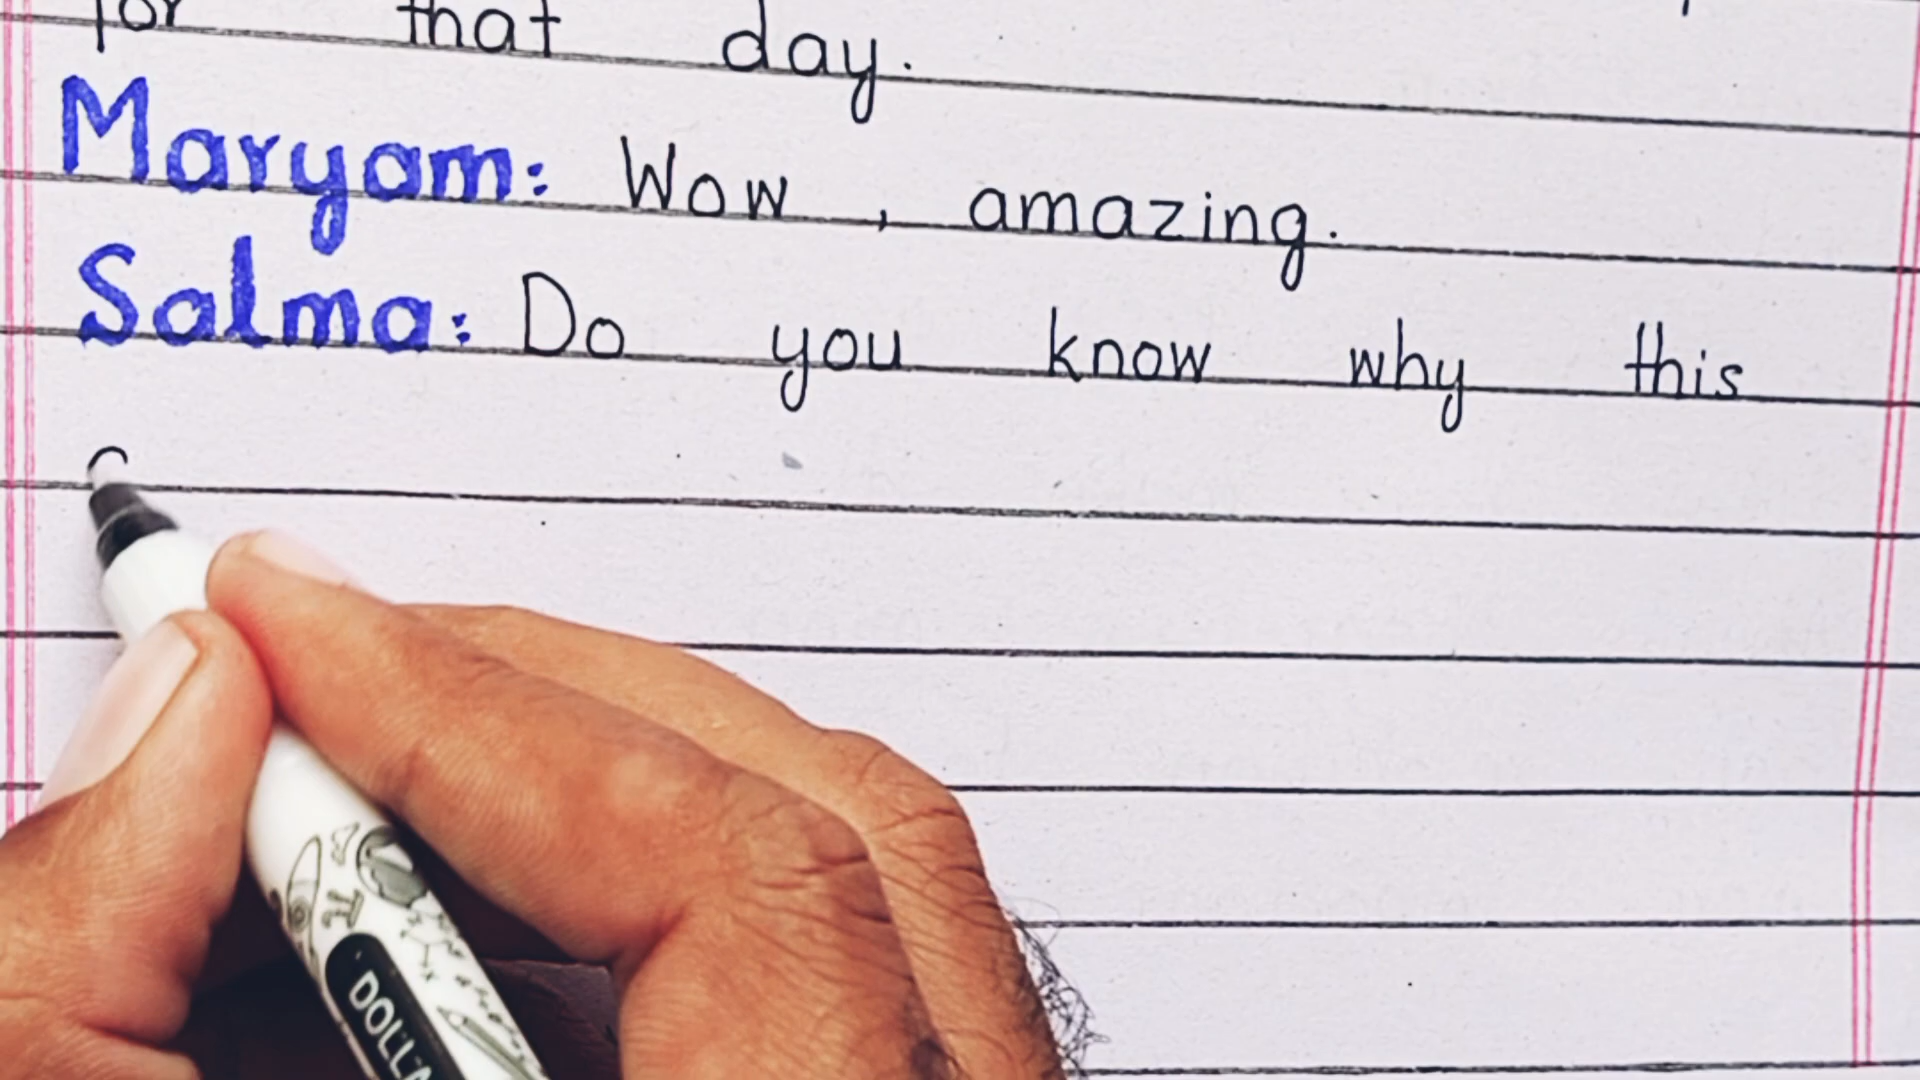 for that day.
Maryam: Wow , amazing.
Salma: Do you know why this